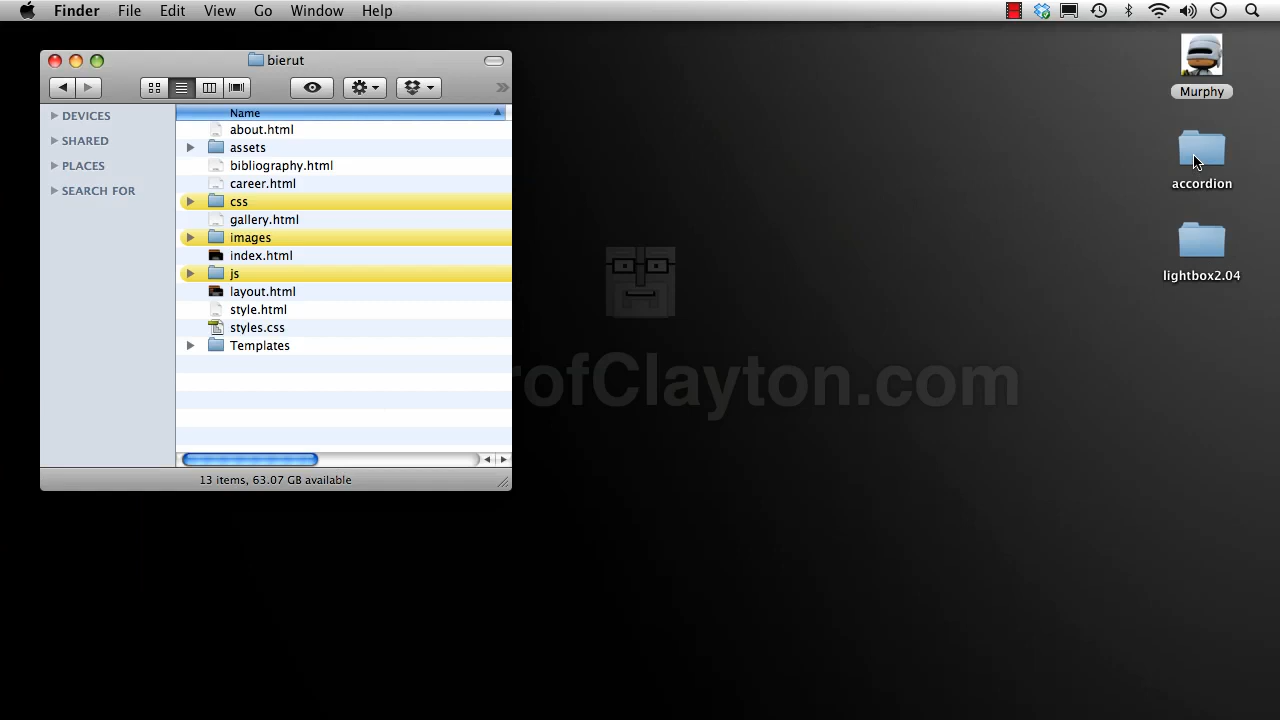 Finder File Edit View Go Window Help
bierut
DEVICES
SHARED
PLACES
SEARCH FOR
Name
about.html
assets
bibliography.html
career.html
css
gallery.html
images
index.html
js
layout.html
style.html
styles.css
Templates
13 items, 63.07 GB available
Murphy
accordion
lightbox2.04
rofClayton.com